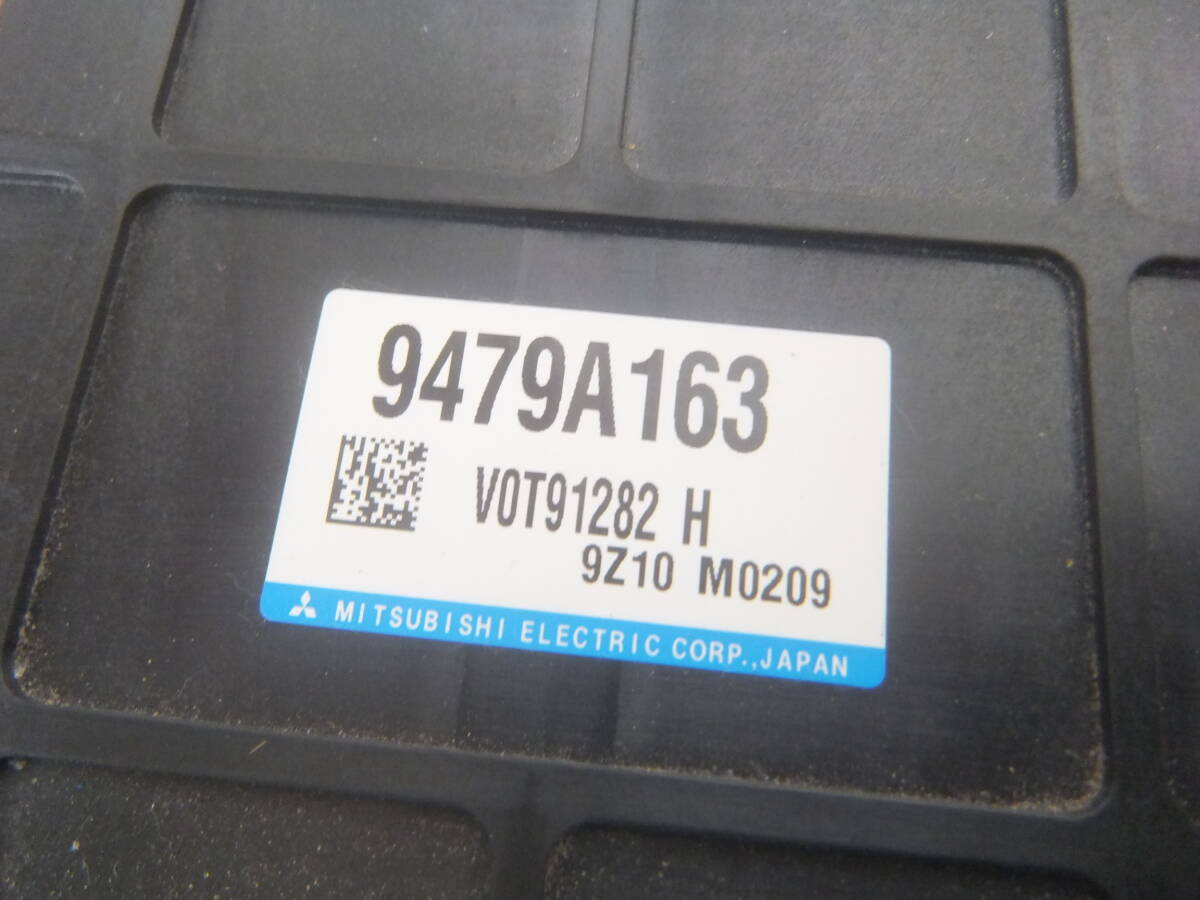 9479A163
V0T91282 H
9Z10 M0209
MITSUBISHI ELECTRIC CORP.,JAPAN